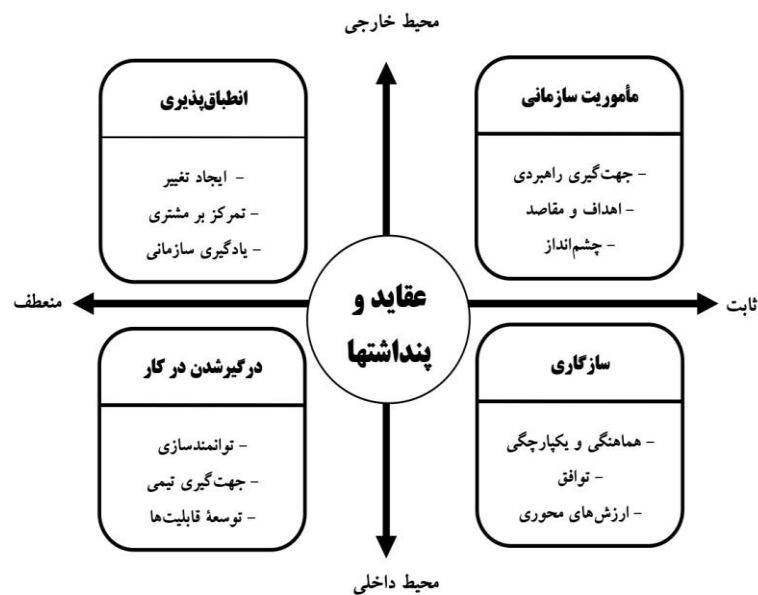 محیط خارجی
مأموریت سازمانی
- جهت‌گیری راهبردی
- اهداف و مقاصد
- چشم‌انداز
انطباق‌پذیری
- ایجاد تغییر
- تمرکز بر مشتری
- یادگیری سازمانی
ثابت
عقاید و
پنداشتها
منعطف
سازگاری
- هماهنگی و یکپارچگی
- توافق
- ارزش‌های محوری
درگیرشدن در کار
- توانمندسازی
- جهت‌گیری تیمی
- توسعهٔ قابلیت‌ها
محیط داخلی